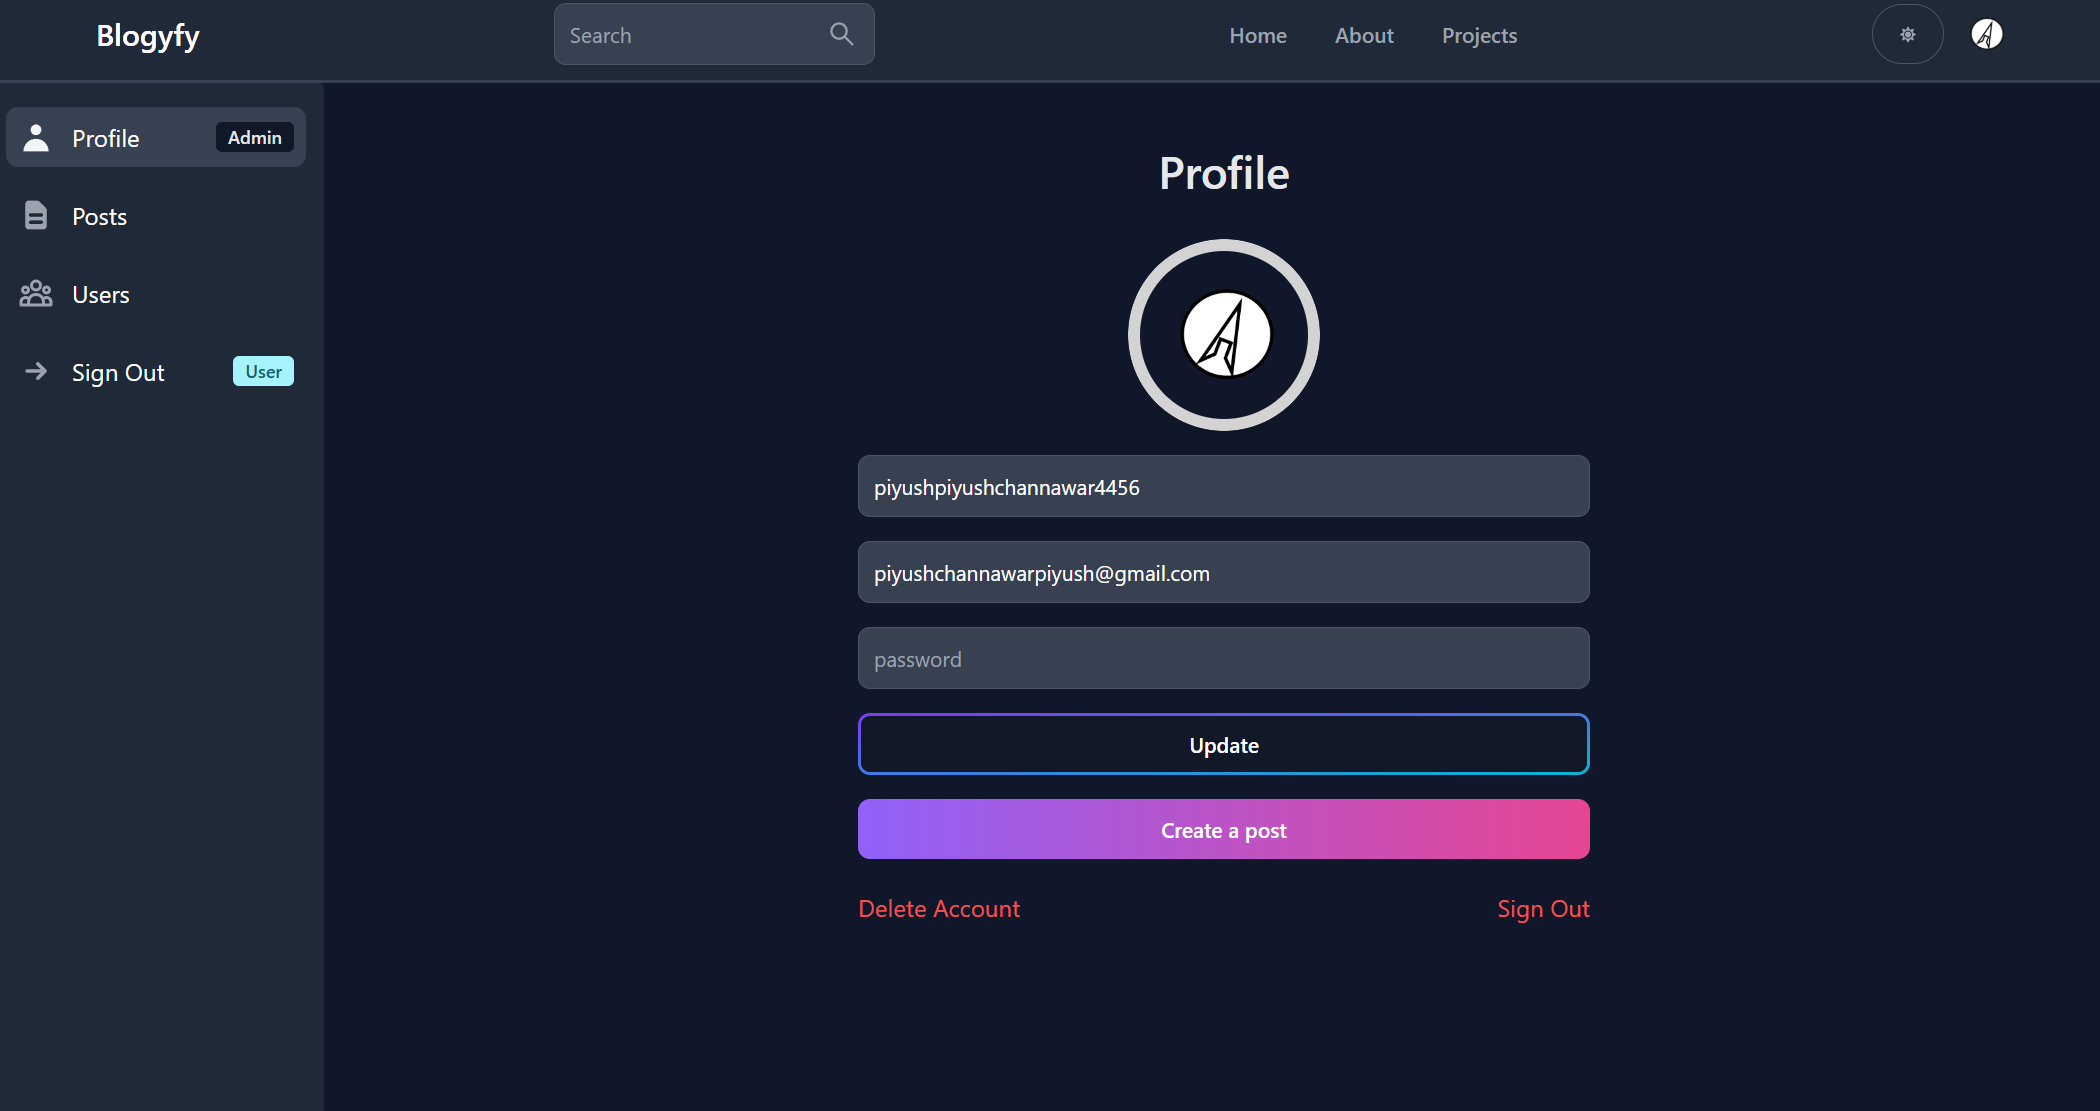 Blogyfy
Search
Home
About
Projects
Profile
Admin
Posts
Users
Sign Out
User
Profile
piyushpiyushchannawar4456
piyushchannawarpiyush@gmail.com
password
Update
Create a post
Delete Account
Sign Out